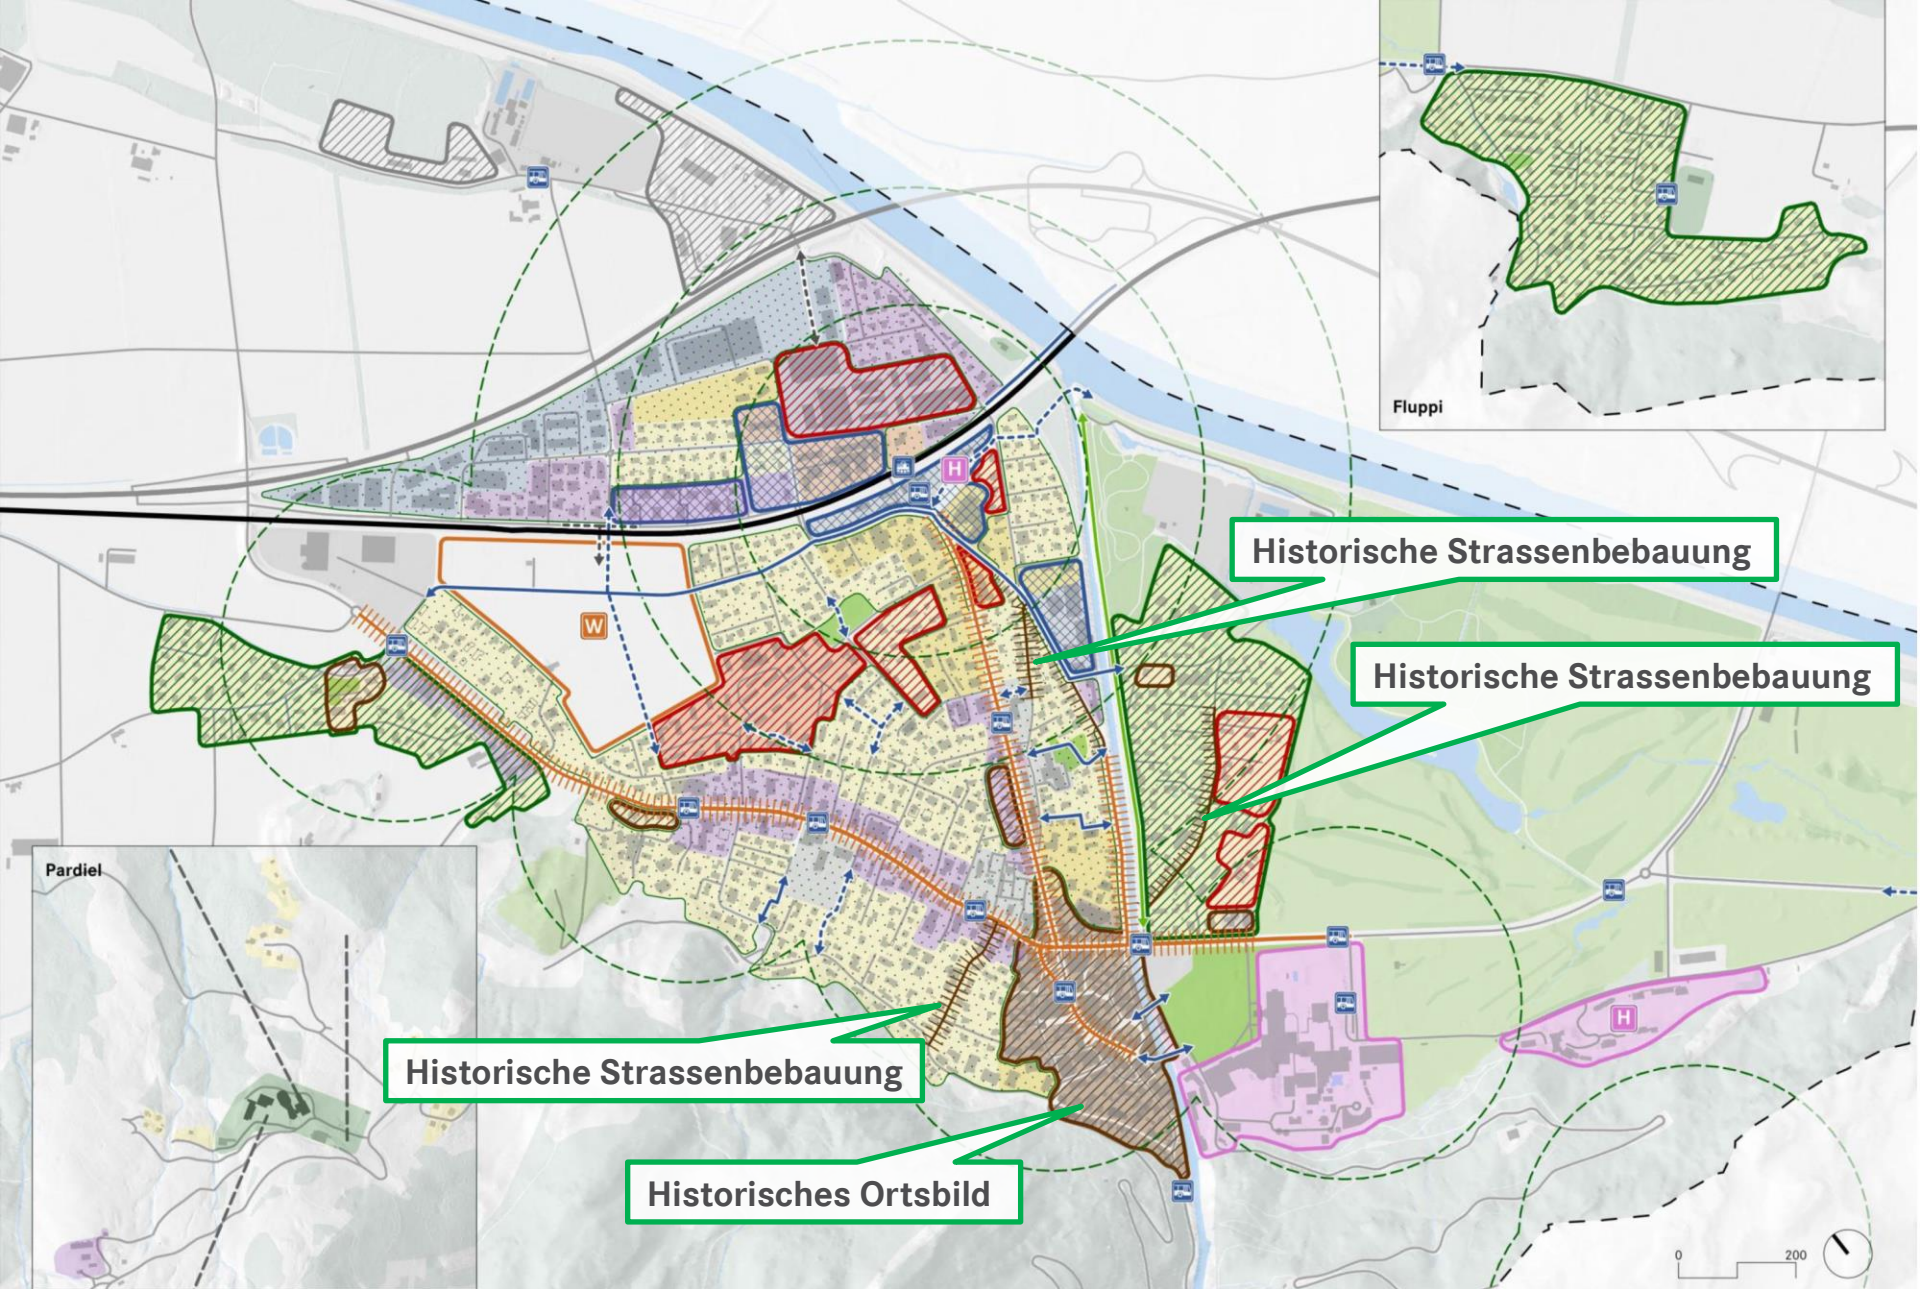 Fluppi
H
Historische Strassenbebauung
W
Historische Strassenbebauung
Pardiel
H
Historische Strassenbebauung
Historisches Ortsbild
0 200